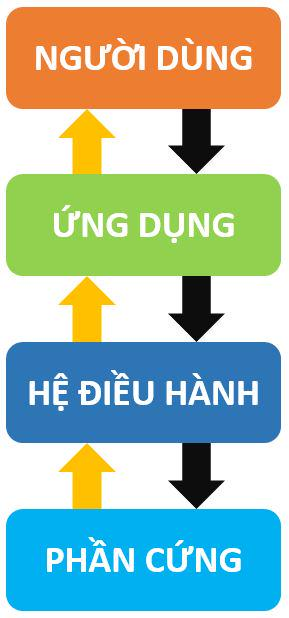 NGƯỜI DÙNG
ỨNG DỤNG
HỆ ĐIỀU HÀNH
PHẦN CỨNG